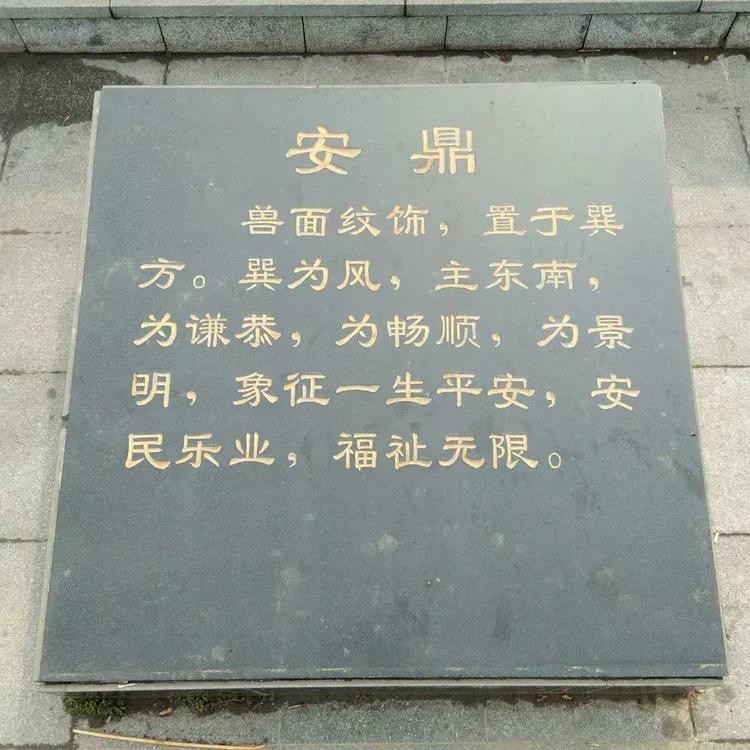 安鼎
兽面纹饰，置于巽
方。巽为风，主东南，
为谦恭，为畅顺，为景
明，象征一生平安，安
民乐业，福祉无限。